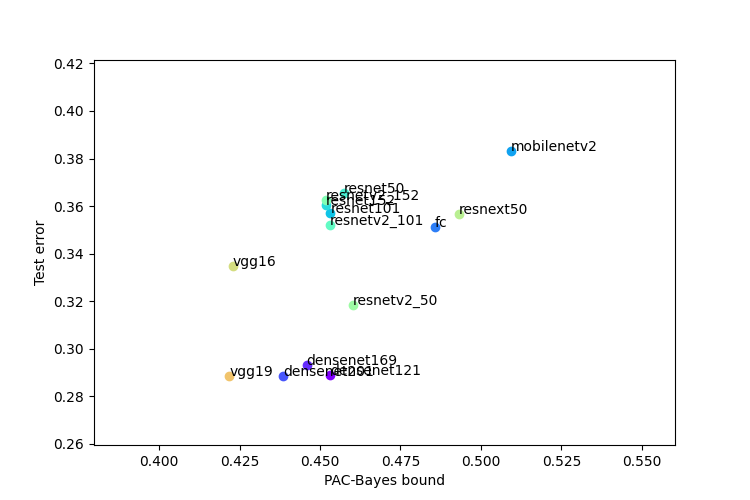 0.42
0.40
0.38
0.36
0.34
0.32
0.30
0.28
0.26
Test error
mobilenetv2
resnet50
resnetv2_152
resnet152
resnet101
resnext50
resnetv2_101
fc
vgg16
resnetv2_50
densenet169
vgg19
densenet201
densenet121
0.400
0.425
0.450
0.475
0.500
0.525
0.550
PAC-Bayes bound